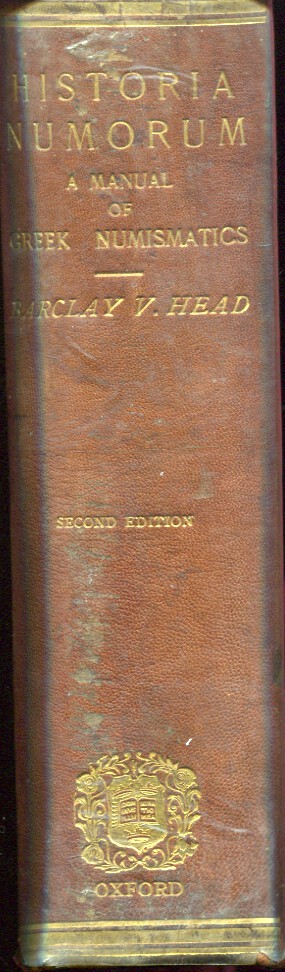 HISTORIA
NUMORUM
A MANUAL
OF
GREEK NUMISMATICS
BARCLAY V. HEAD
SECOND EDITION
OXFORD